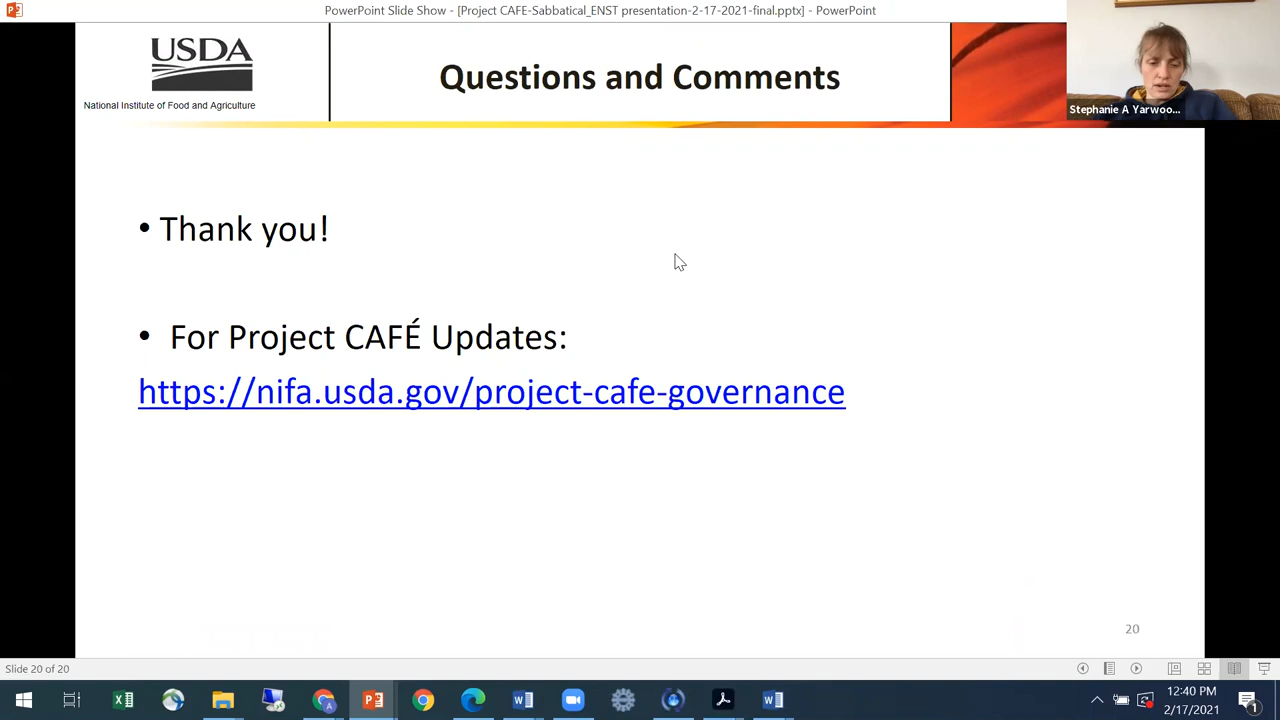 PowerPoint Slide Show - [Project CAFE-Sabbatical_ENST presentation-2-17-2021-final.pptx] - PowerPoint
USDA
National Institute of Food and Agriculture
Questions and Comments
Stephanie A Yarwoo...
• Thank you!
• For Project CAFÉ Updates:
https://nifa.usda.gov/project-cafe-governance
20
Slide 20 of 20
12:40 PM
2/17/2021
1